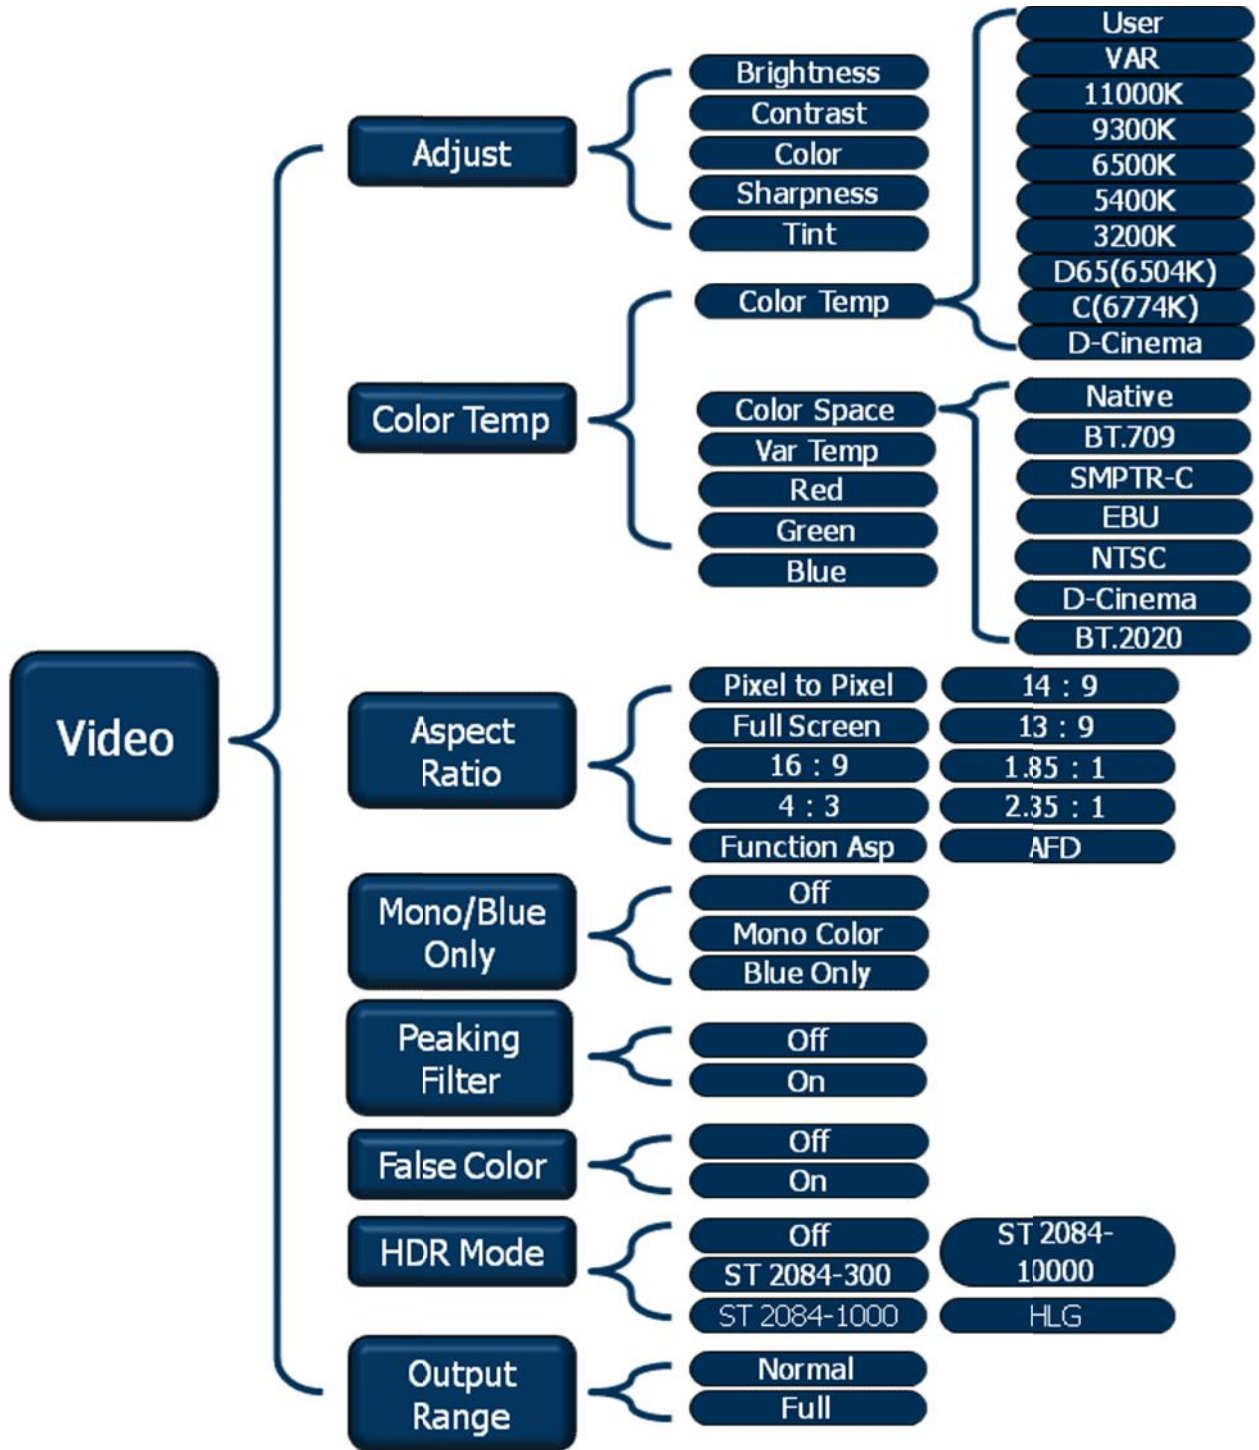 Video
Adjust
Brightness
Contrast
Color
Sharpness
Tint
Color Temp
Color Temp
User
VAR
11000K
9300K
6500K
5400K
3200K
D65(6504K)
C(6774K)
D-Cinema
Color Space
Native
BT.709
SMPTR-C
EBU
NTSC
D-Cinema
BT.2020
Var Temp
Red
Green
Blue
Aspect
Ratio
Pixel to Pixel
Full Screen
16 : 9
4 : 3
Function Asp
14 : 9
13 : 9
1.85 : 1
2.35 : 1
AFD
Mono/Blue
Only
Off
Mono Color
Blue Only
Peaking
Filter
Off
On
False Color
Off
On
HDR Mode
Off
ST 2084-300
ST 2084-1000
ST 2084-
10000
HLG
Output
Range
Normal
Full